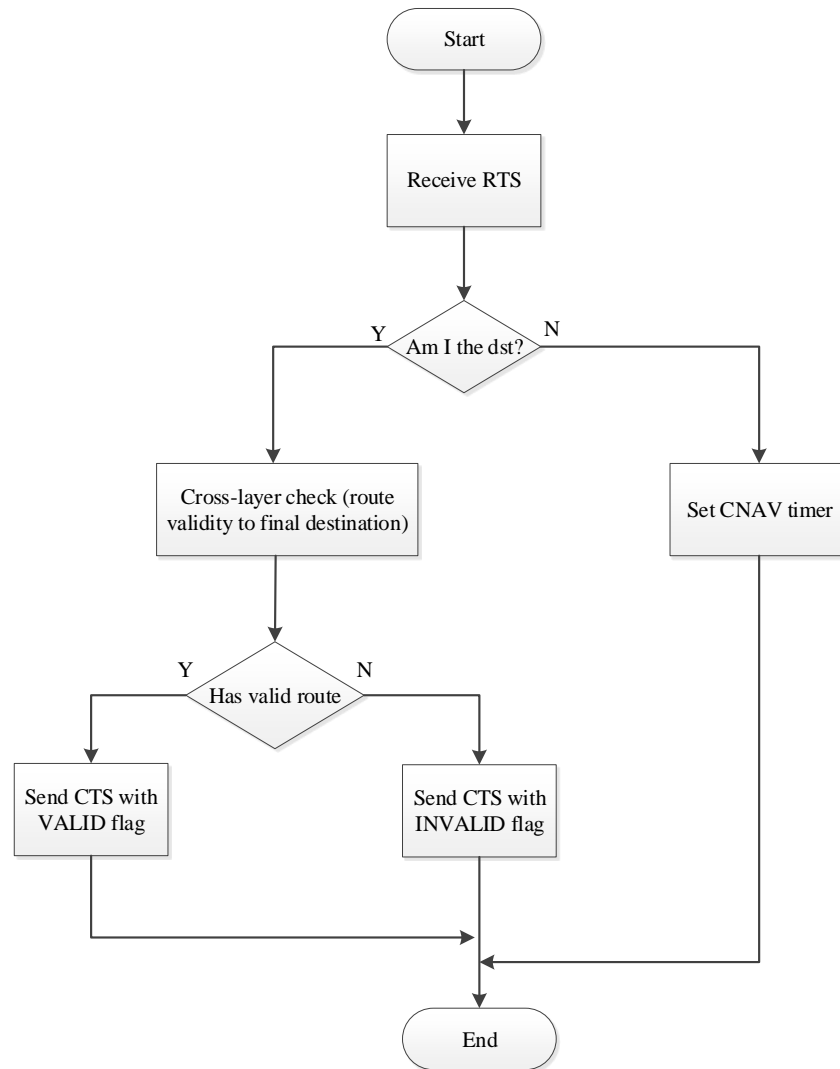 Start
Receive RTS
Y
Am I the dst?
N
Cross-layer check (route
validity to final destination)
Set CNAV timer
Y
Has valid route
N
Send CTS with
VALID flag
Send CTS with
INVALID flag
End